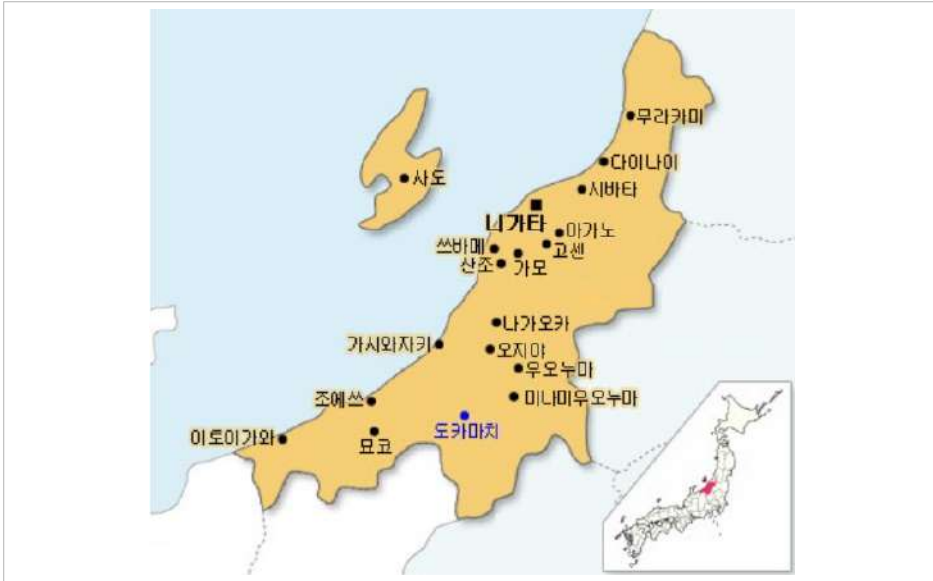 무라카미
다이나이
사도
시바타
니가타
아가노
쓰바메
고센
산조
가모
나가오카
가시와자키
오지야
우오누마
조에쓰
미나미우오누마
도카마치
이토이가와
묘코